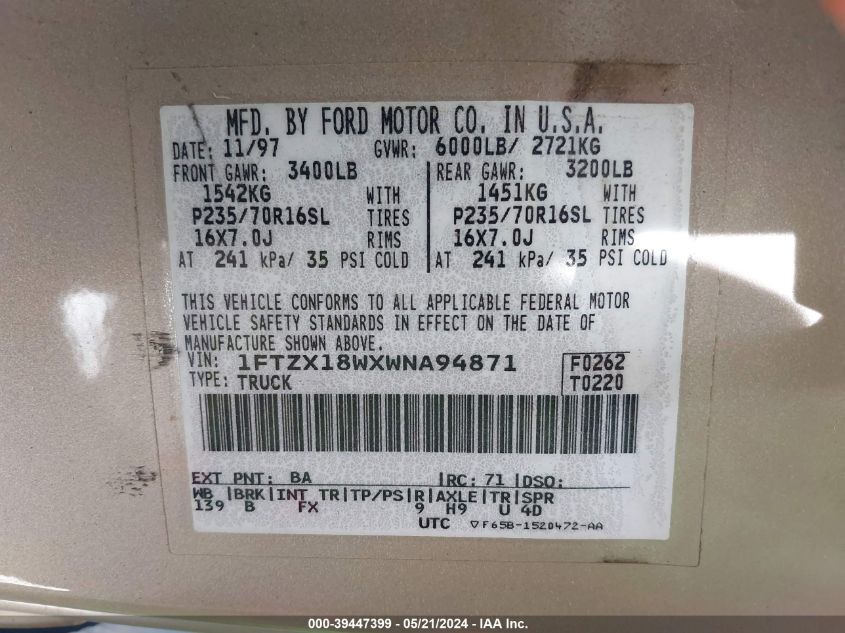 MFD. BY FORD MOTOR CO. IN U.S.A.
DATE: 11/97 GVWR: 6000LB/ 2721KG
FRONT GAWR: 3400LB REAR GAWR: 3200LB
1542KG WITH 1451KG WITH
P235/70R16SL TIRES P235/70R16SL TIRES
16X7.0J RIMS 16X7.0J RIMS
AT 241 kPa/ 35 PSI COLD AT 241 kPa/ 35 PSI COLD
THIS VEHICLE CONFORMS TO ALL APPLICABLE FEDERAL MOTOR
VEHICLE SAFETY STANDARDS IN EFFECT ON THE DATE OF
MANUFACTURE SHOWN ABOVE.
VIN: 1FTZX18WXWNA94871 F0262
TYPE: TRUCK T0220
EXT PNT: BA |RC: 71 |DSO:
WB |BRK|INT TR|TP/PS|R|AXLE|TR|SPR
139 B FX 9 H9 U 4D
UTC ▽F65B-1520472-AA
000-39447399 - 05/21/2024 - IAA Inc.